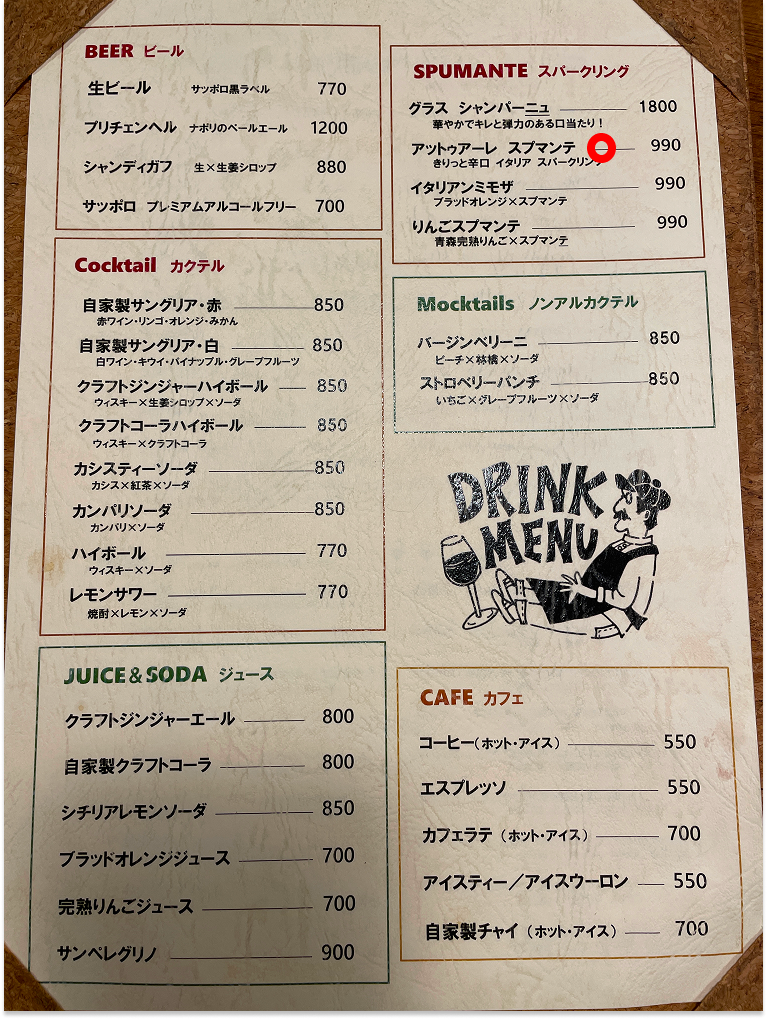 BEER ビール
生ビール サッポロ黒ラベル 770
プリチェンヘル ナポリのペールエール 1200
シャンディガフ 生×生姜シロップ 880
サッポロ プレミアムアルコールフリー 700
Cocktail カクテル
自家製サングリア・赤 850
赤ワイン・リンゴ・オレンジ・みかん
自家製サングリア・白 850
白ワイン・キウイ・パイナップル・グレープフルーツ
クラフトジンジャーハイボール 850
ウィスキー×生姜シロップ×ソーダ
クラフトコーラハイボール 850
ウィスキー×クラフトコーラ
カシスティーソーダ 850
カシス×紅茶×ソーダ
カンパリソーダ 850
カンパリ×ソーダ
ハイボール 770
ウィスキー×ソーダ
レモンサワー 770
焼酎×レモン×ソーダ
JUICE&SODA ジュース
クラフトジンジャーエール 800
自家製クラフトコーラ 800
シチリアレモンソーダ 850
ブラッドオレンジジュース 700
完熟りんごジュース 700
サンペレグリノ 900
SPUMANTE スパークリング
グラス シャンパーニュ 1800
華やかでキレと弾力のある口当たり！
アットゥアーレ スプマンテ 990
きりっと辛口 イタリア スパークリング
イタリアンミモザ 990
ブラッドオレンジ×スプマンテ
りんごスプマンテ 990
青森完熟りんご×スプマンテ
Mocktails ノンアルカクテル
バージンベリーニ 850
ピーチ×林檎×ソーダ
ストロベリーパンチ 850
いちご×グレープフルーツ×ソーダ
DRINK
MENU
CAFE カフェ
コーヒー（ホット・アイス） 550
エスプレッソ 550
カフェラテ（ホット・アイス） 700
アイスティー／アイスウーロン 550
自家製チャイ（ホット・アイス） 700